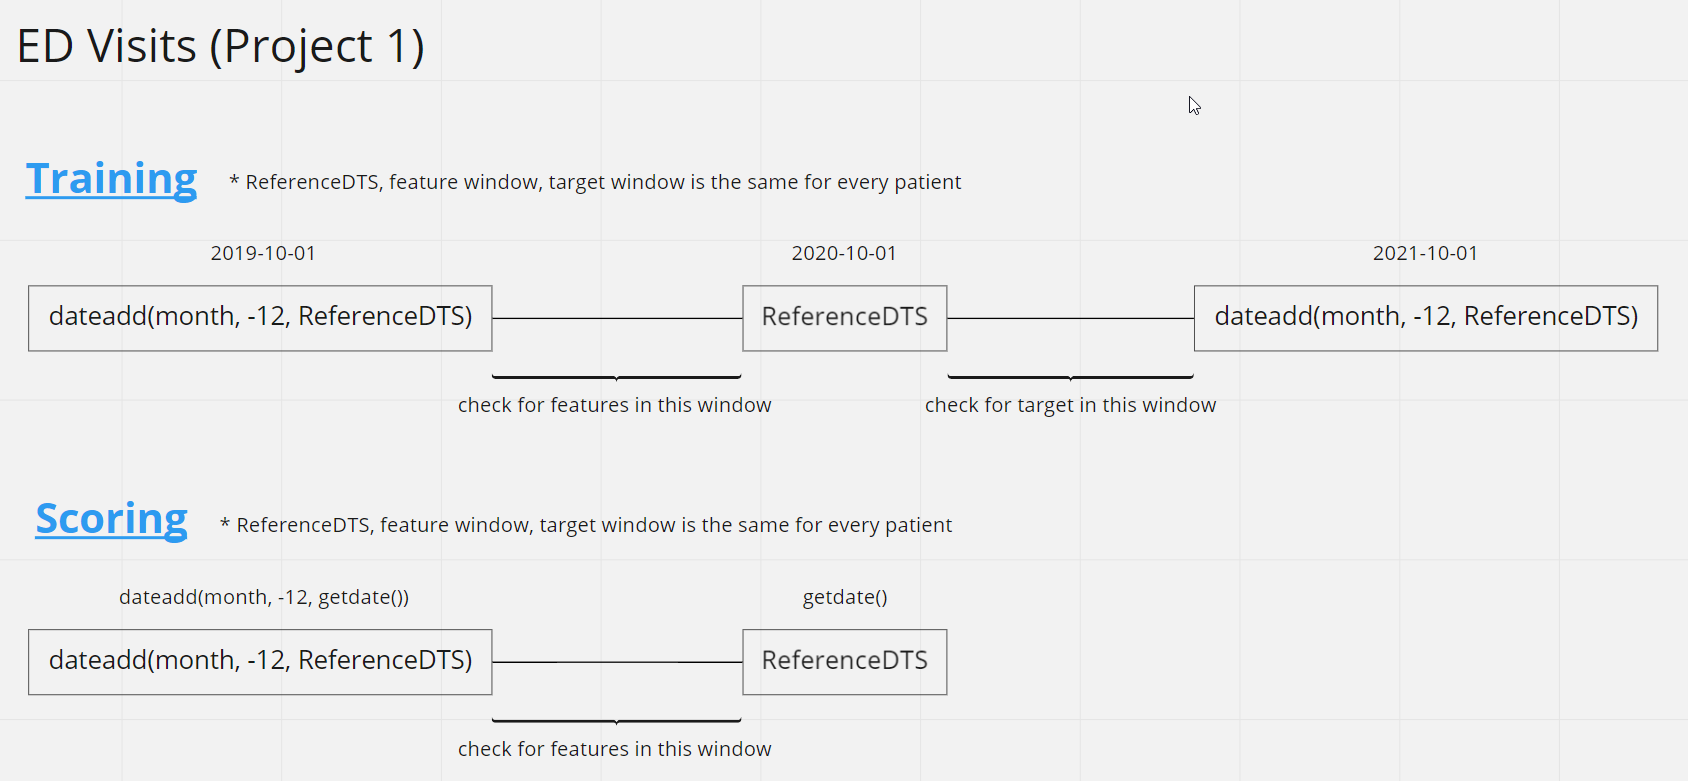 ED Visits (Project 1)
Training * ReferenceDTS, feature window, target window is the same for every patient
2019-10-01 2020-10-01 2021-10-01
dateadd(month, -12, ReferenceDTS) ReferenceDTS dateadd(month, -12, ReferenceDTS)
check for features in this window check for target in this window
Scoring * ReferenceDTS, feature window, target window is the same for every patient
dateadd(month, -12, getdate()) getdate()
dateadd(month, -12, ReferenceDTS) ReferenceDTS
check for features in this window